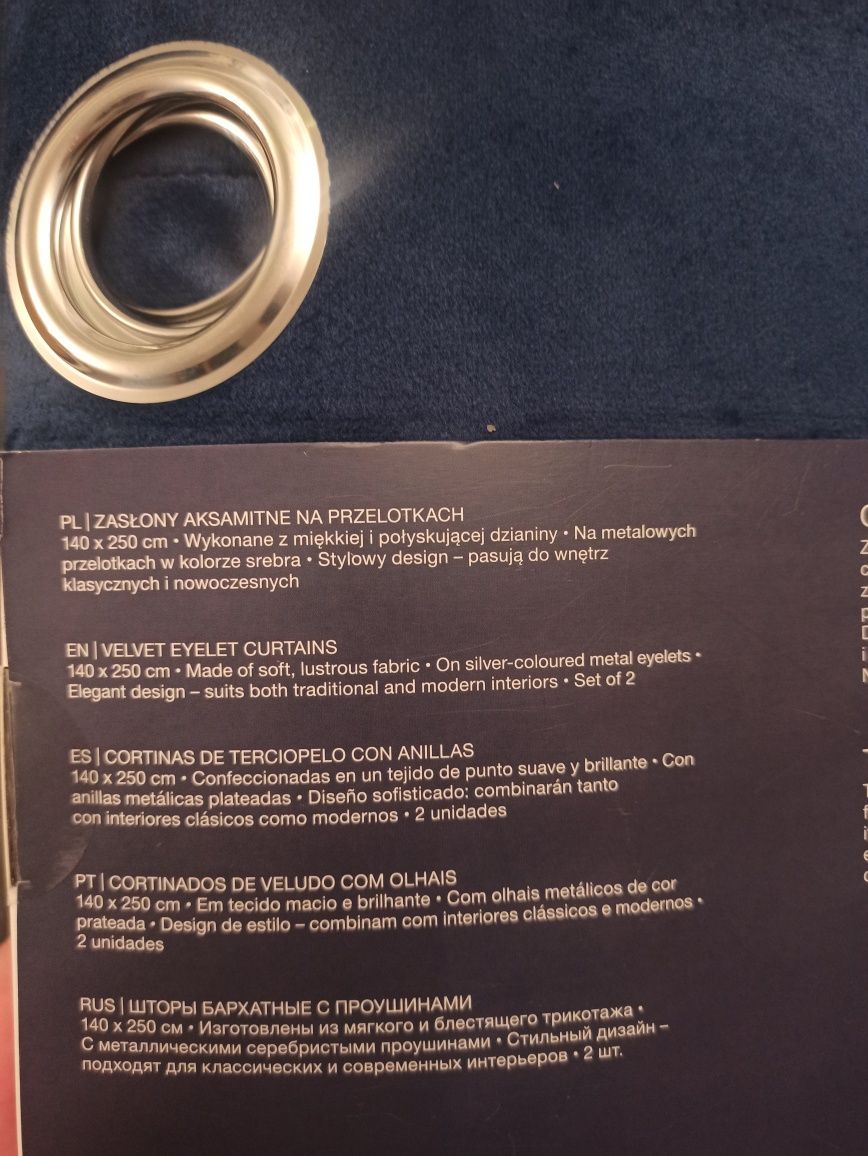 PL | ZASŁONY AKSAMITNE NA PRZELOTKACH
140 x 250 cm • Wykonane z miękkiej i połyskującej dzianiny • Na metalowych
przelotkach w kolorze srebra • Stylowy design – pasują do wnętrz
klasycznych i nowoczesnych
EN | VELVET EYELET CURTAINS
140 x 250 cm • Made of soft, lustrous fabric • On silver-coloured metal eyelets •
Elegant design – suits both traditional and modern interiors • Set of 2
ES | CORTINAS DE TERCIOPELO CON ANILLAS
140 x 250 cm • Confeccionadas en un tejido de punto suave y brillante • Con
anillas metálicas plateadas • Diseño sofisticado: combinarán tanto
con interiores clásicos como modernos • 2 unidades
PT | CORTINADOS DE VELUDO COM OLHAIS
140 x 250 cm • Em tecido macio e brilhante • Com olhais metálicos de cor
prateada • Design de estilo – combinam com interiores clássicos e modernos •
2 unidades
RUS | ШТОРЫ БАРХАТНЫЕ С ПРОУШИНАМИ
140 x 250 см • Изготовлены из мягкого и блестящего трикотажа •
С металлическими серебристыми проушинами • Стильный дизайн –
подходят для классических и современных интерьеров • 2 шт.